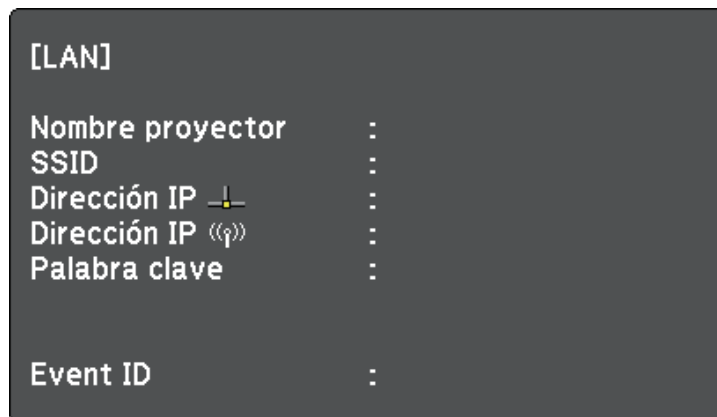 [LAN]
Nombre proyector :
SSID :
Dirección IP :
Dirección IP :
Palabra clave :
Event ID :